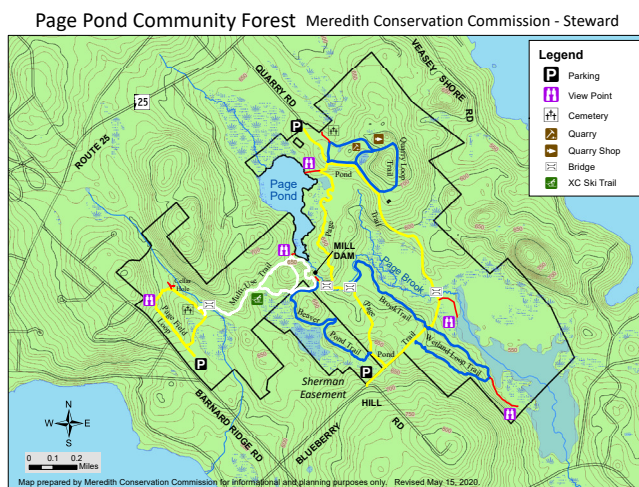 Page Pond Community Forest Meredith Conservation Commission - Steward
Legend
Parking
View Point
Cemetery
Quarry
Quarry Shop
Bridge
XC Ski Trail
25
ROUTE 25
QUARRY RD
VEASEY SHORE RD
P
Page
Pond
Quarry Loop
Trail
Pond
Trail
Page
MILL
DAM
Multi-Use Trail
Cellar
Hole
Page Field
Loop
P
Page Brook
Brook Trail
Beaver
Pond Trail
Page
Pond
Trail
Wetland Loop Trail
Sherman
Easement
P
BARNARD RIDGE RD
BLUEBERRY
HILL
RD
N
W E
S
0 0.1 0.2
Miles
Map prepared by Meredith Conservation Commission for informational and planning purposes only. Revised May 15, 2020.